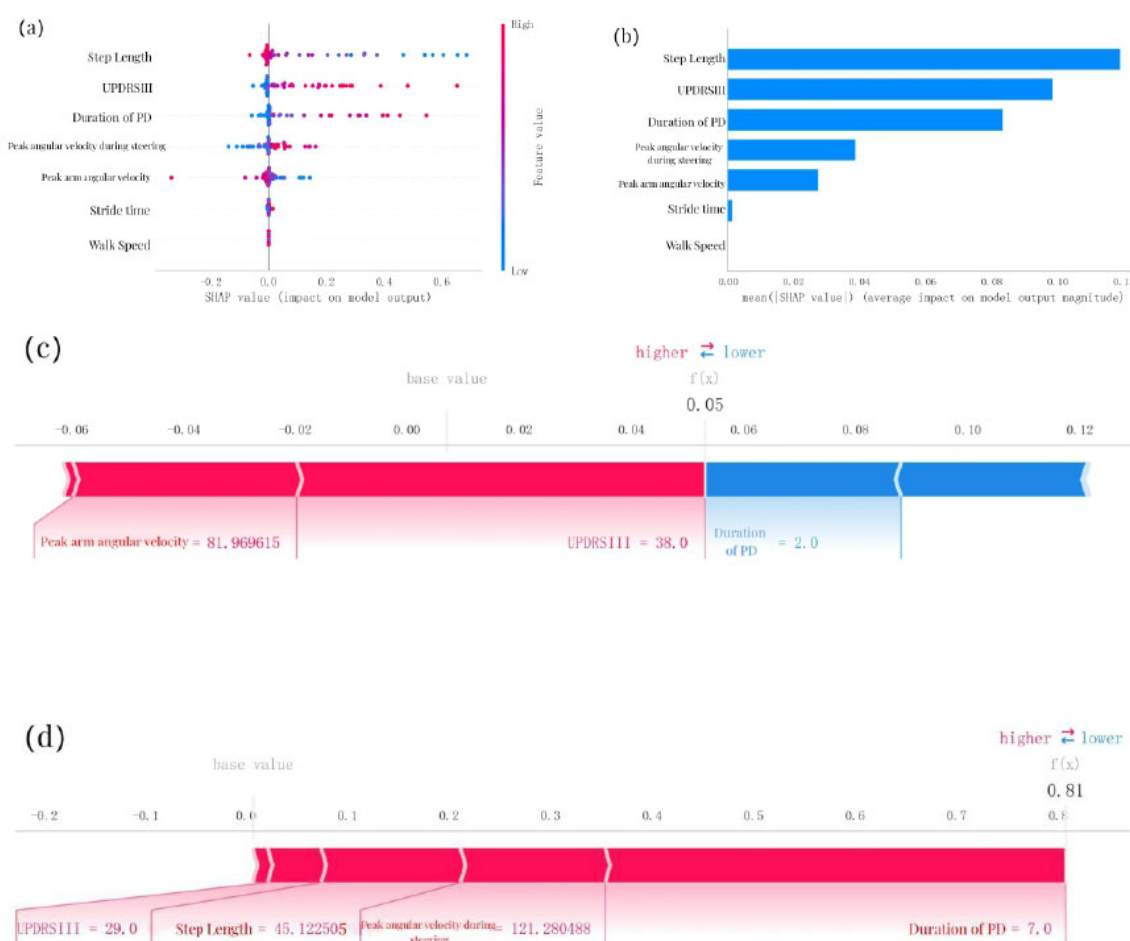 (a)
High
Step Length
UPDRSIII
Duration of PD
Peak angular velocity during steering
Peak arm angular velocity
Stride time
Walk Speed
Feature value
Low
-0.2 0.0 0.2 0.4 0.6
SHAP value (impact on model output)
(b)
Step Length
UPDRSIII
Duration of PD
Peak angular velocity
during steering
Peak arm angular velocity
Stride time
Walk Speed
0.00 0.02 0.04 0.06 0.08 0.10 0.1
mean(|SHAP value|) (average impact on model output magnitude)
(c)
higher ⇄ lower
base value f(x)
0.05
-0.06 -0.04 -0.02 0.00 0.02 0.04 0.06 0.08 0.10 0.12
Peak arm angular velocity = 81.969615
UPDRSIII = 38.0
Duration
of PD = 2.0
(d)
higher ⇄ lower
base value f(x)
0.81
-0.2 -0.1 0.0 0.1 0.2 0.3 0.4 0.5 0.6 0.7 0.8
UPDRSIII = 29.0
Step Length = 45.122505
Peak angular velocity during = 121.280488
steering
Duration of PD = 7.0